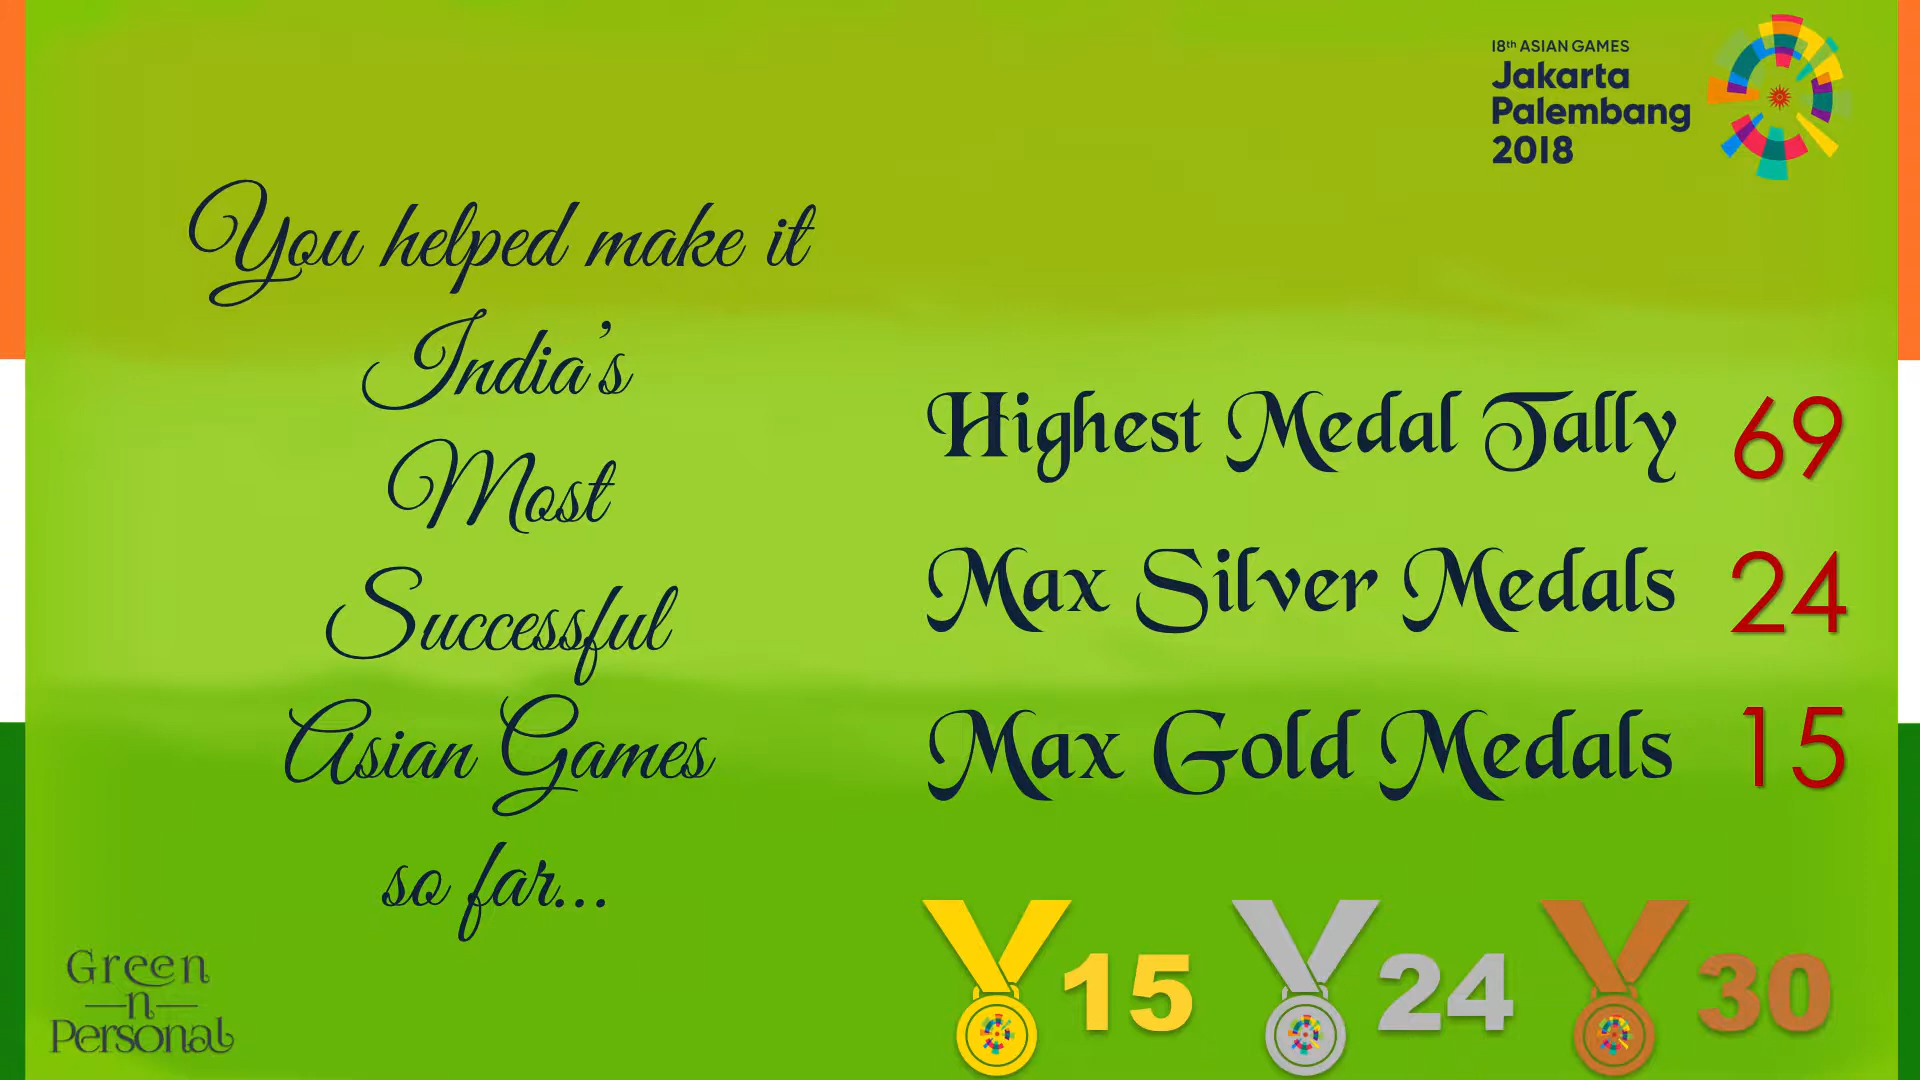 18th ASIAN GAMES
Jakarta
Palembang
2018
You helped make it
India's
Most
Successful
Asian Games
so far...
Highest Medal Tally 69
Max Silver Medals 24
Max Gold Medals 15
15 24 30
Green
n
Personal